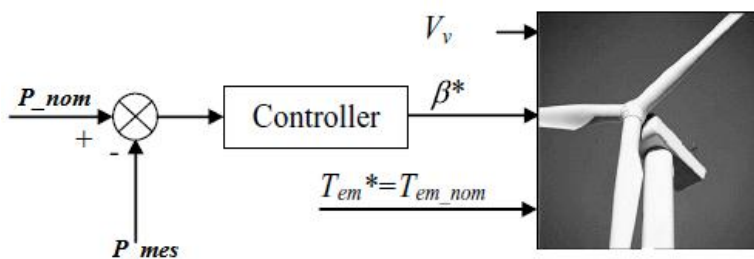 V_v
P_nom
+
-
Controller
β*
T_em*=T_em_nom
P_mes